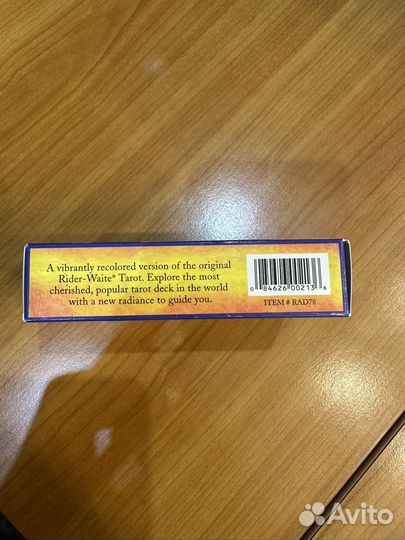 A vibrantly recolored version of the original
Rider-Waite® Tarot. Explore the most
cherished, popular tarot deck in the world
with a new radiance to guide you.
0 84626 00213 6
ITEM # RAD78
Avito